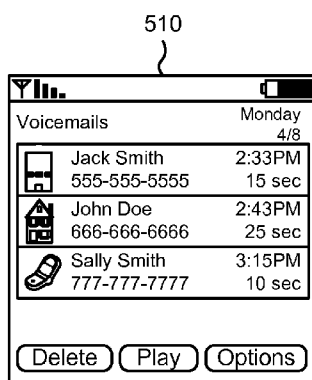 510
Voicemails Monday
4/8
Jack Smith 2:33PM
555-555-5555 15 sec
John Doe 2:43PM
666-666-6666 25 sec
Sally Smith 3:15PM
777-777-7777 10 sec
Delete Play Options